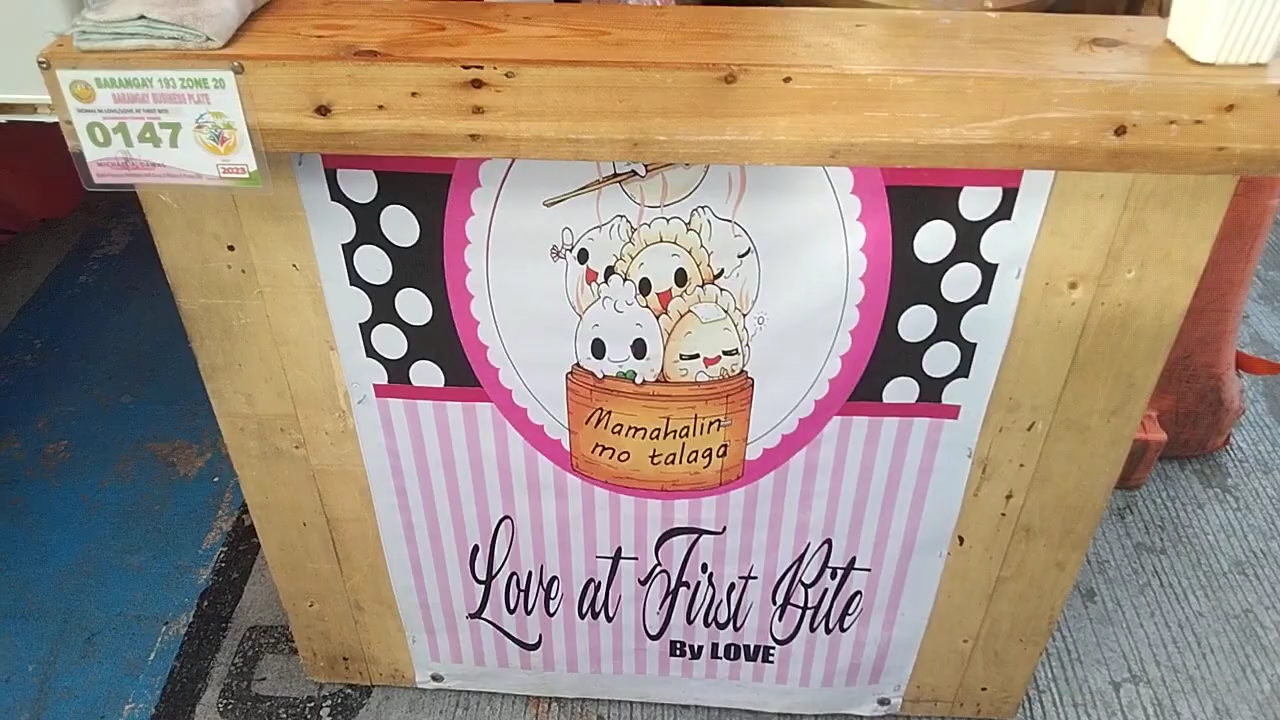 BARANGAY 193 ZONE 20
BARANGAY BUSINESS PLATE
0147
2023
Mamahalin
mo talaga
Love at First Bite
By LOVE